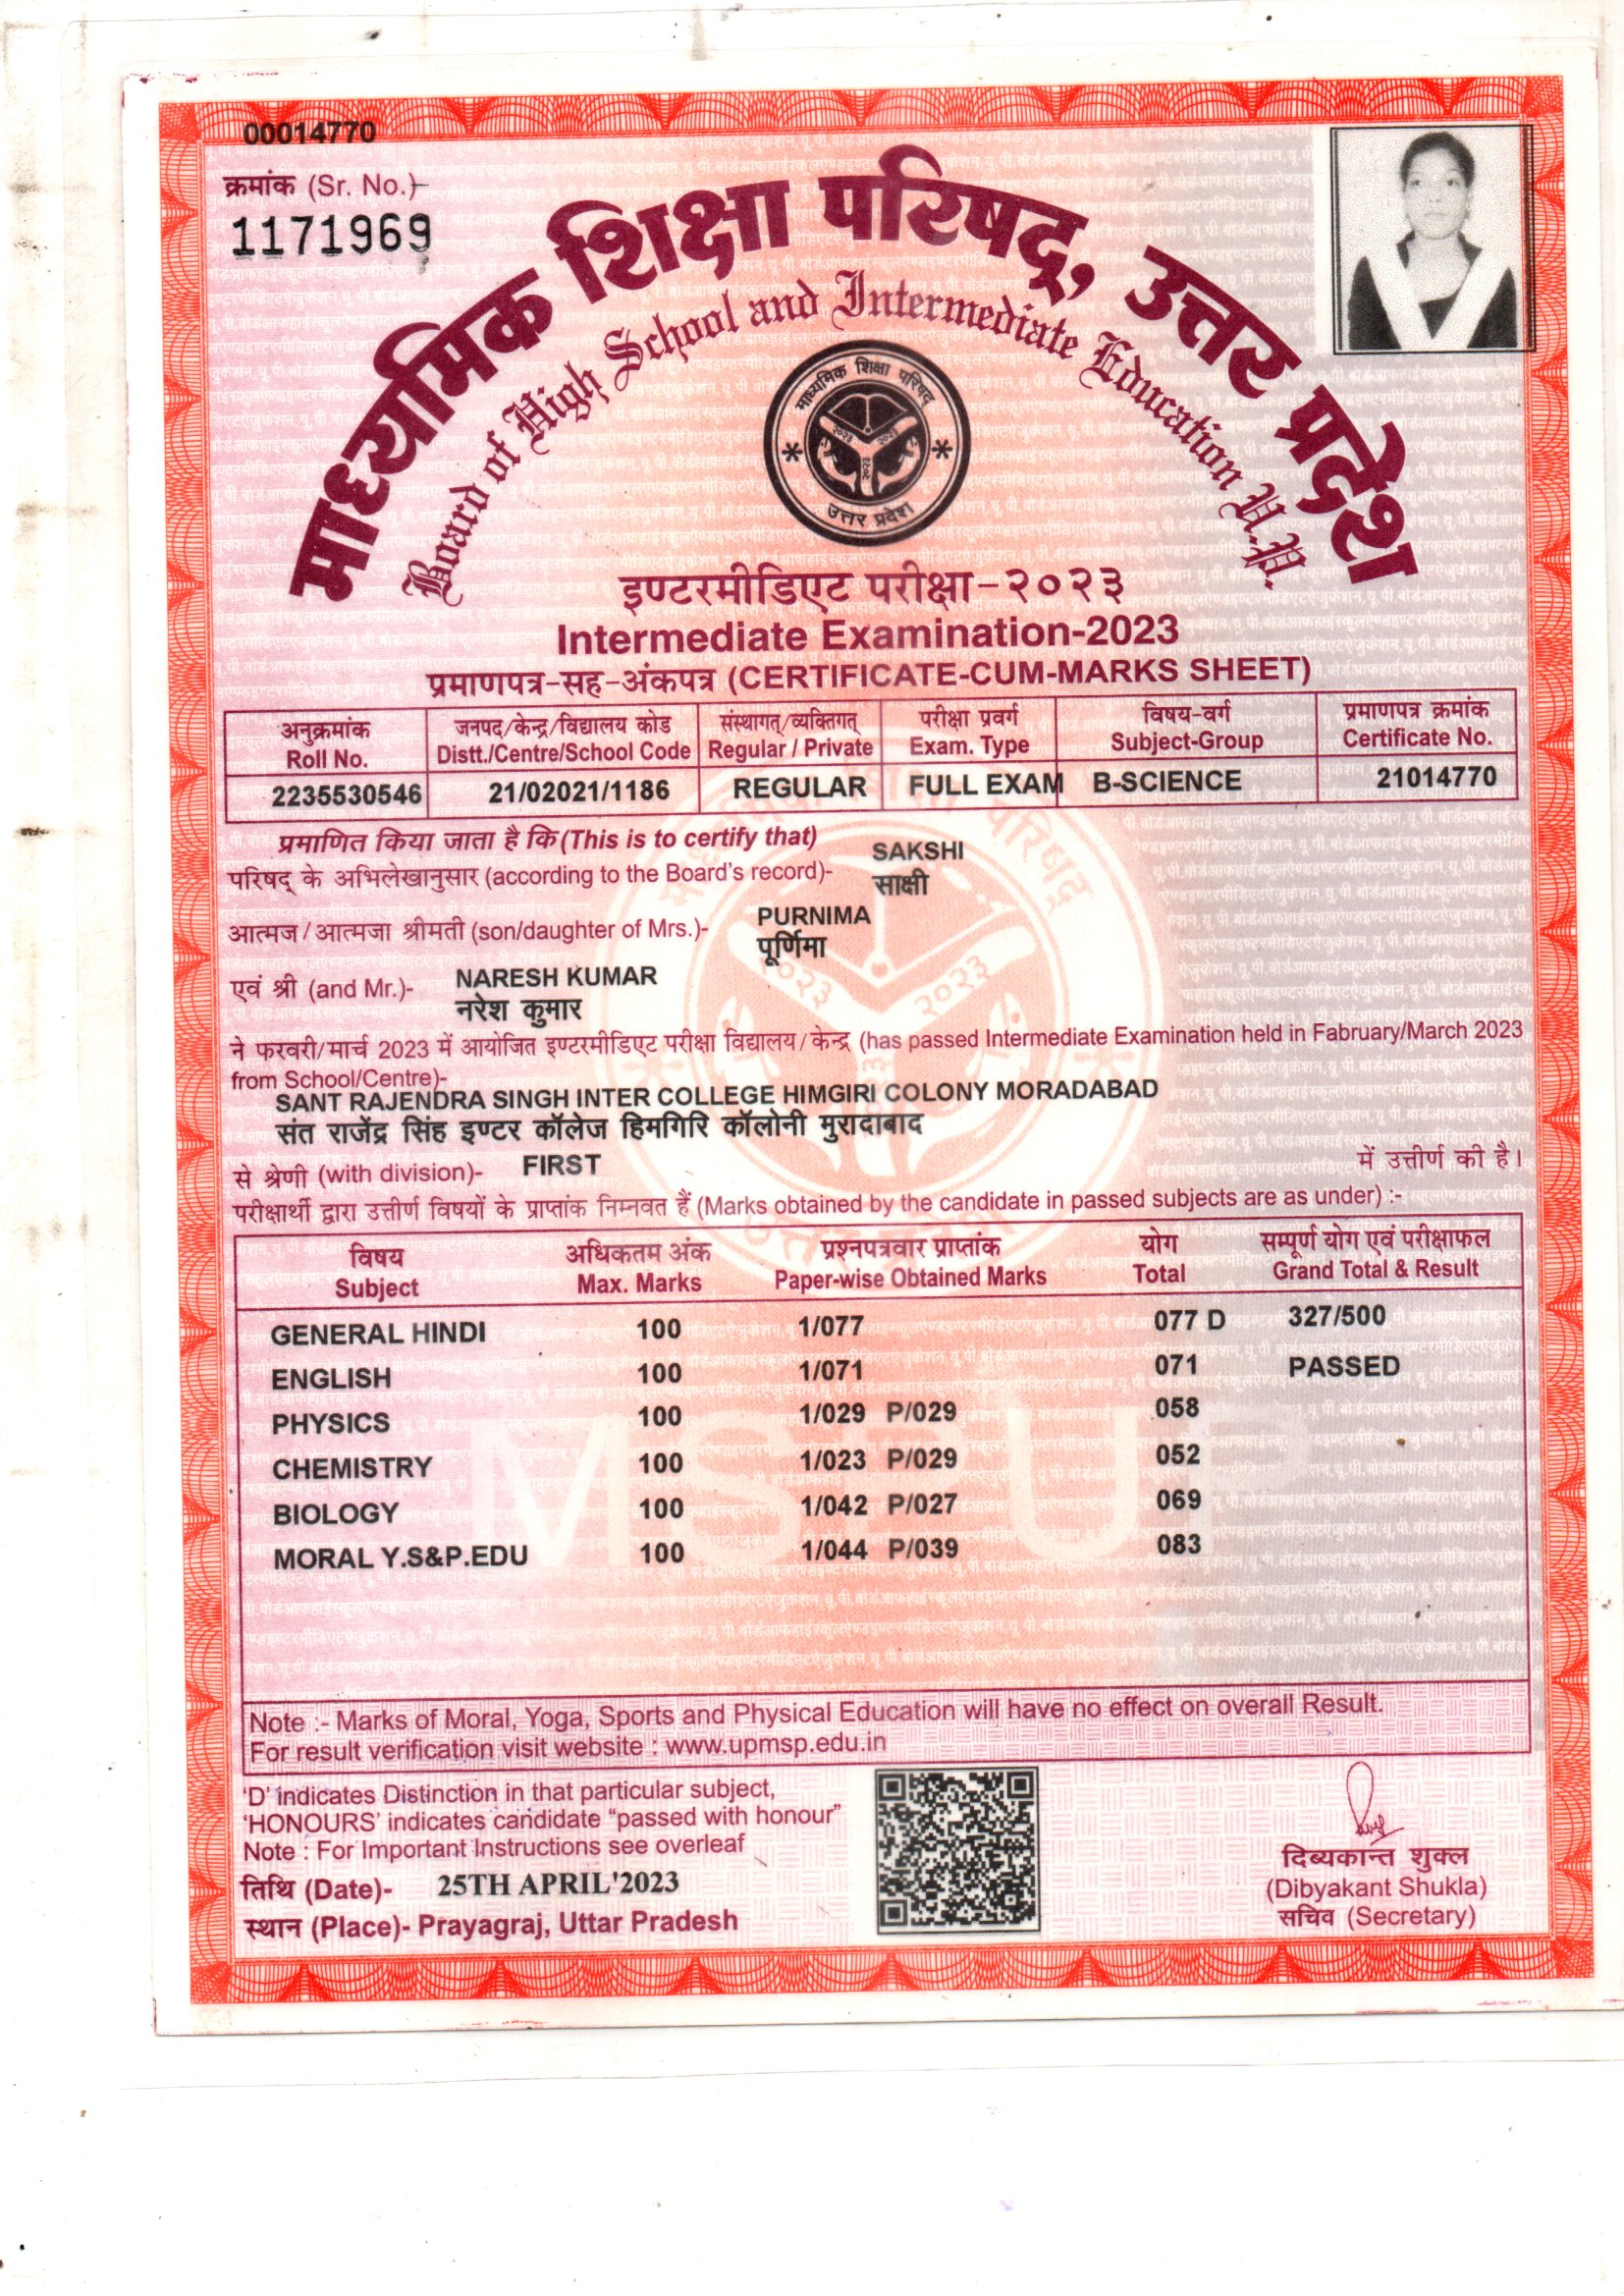 00014770
क्रमांक (Sr. No.)-
1171969
माध्यमिक शिक्षा परिषद्, उत्तर प्रदेश
Board of High School and Intermediate Education U.P.
माध्यमिक शिक्षा परिषद्
२०२३ २०२३
२०२३
उत्तर प्रदेश
इण्टरमीडिएट परीक्षा-२०२३
Intermediate Examination-2023
प्रमाणपत्र-सह-अंकपत्र (CERTIFICATE-CUM-MARKS SHEET)
अनुक्रमांक जनपद/केन्द्र/विद्यालय कोड संस्थागत्/व्यक्तिगत् परीक्षा प्रवर्ग विषय-वर्ग प्रमाणपत्र क्रमांक
Roll No. Distt./Centre/School Code Regular / Private Exam. Type Subject-Group Certificate No.
2235530546 21/02021/1186 REGULAR FULL EXAM B-SCIENCE 21014770
प्रमाणित किया जाता है कि (This is to certify that) SAKSHI
परिषद् के अभिलेखानुसार (according to the Board's record)- साक्षी
PURNIMA
आत्मज / आत्मजा श्रीमती (son/daughter of Mrs.)- पूर्णिमा
एवं श्री (and Mr.)- NARESH KUMAR
नरेश कुमार
ने फरवरी/मार्च 2023 में आयोजित इण्टरमीडिएट परीक्षा विद्यालय/केन्द्र (has passed Intermediate Examination held in Fabruary/March 2023
from School/Centre)-
SANT RAJENDRA SINGH INTER COLLEGE HIMGIRI COLONY MORADABAD
संत राजेंद्र सिंह इण्टर कॉलेज हिमगिरि कॉलोनी मुरादाबाद
से श्रेणी (with division)- FIRST में उत्तीर्ण की है।
परीक्षार्थी द्वारा उत्तीर्ण विषयों के प्राप्तांक निम्नवत हैं (Marks obtained by the candidate in passed subjects are as under) :-
विषय अधिकतम अंक प्रश्नपत्रवार प्राप्तांक योग सम्पूर्ण योग एवं परीक्षाफल
Subject Max. Marks Paper-wise Obtained Marks Total Grand Total & Result
GENERAL HINDI 100 1/077 077 D 327/500
ENGLISH 100 1/071 071 PASSED
PHYSICS 100 1/029 P/029 058
CHEMISTRY 100 1/023 P/029 052
BIOLOGY 100 1/042 P/027 069
MORAL Y.S&P.EDU 100 1/044 P/039 083
Note :- Marks of Moral, Yoga, Sports and Physical Education will have no effect on overall Result.
For result verification visit website : www.upmsp.edu.in
'D' indicates Distinction in that particular subject,
'HONOURS' indicates candidate "passed with honour"
Note : For Important Instructions see overleaf
तिथि (Date)- 25TH APRIL'2023
स्थान (Place)- Prayagraj, Uttar Pradesh
दिब्यकान्त शुक्ल
(Dibyakant Shukla)
सचिव (Secretary)